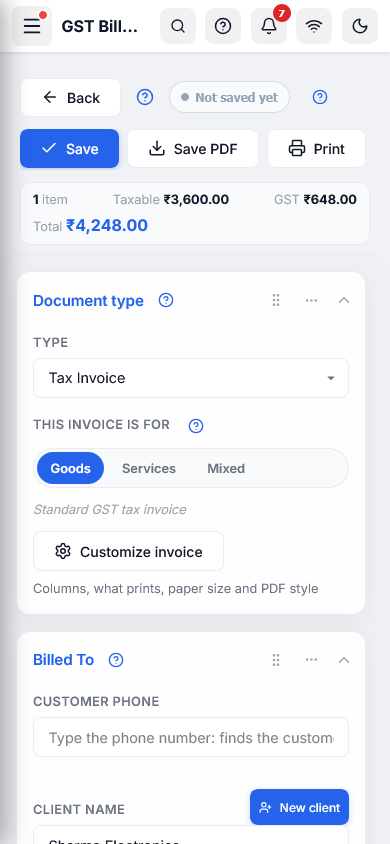 GST Bill...
7
Back
Not saved yet
Save
Save PDF
Print
1 item Taxable ₹3,600.00 GST ₹648.00
Total ₹4,248.00
Document type
TYPE
Tax Invoice
THIS INVOICE IS FOR
Goods Services Mixed
Standard GST tax invoice
Customize invoice
Columns, what prints, paper size and PDF style
Billed To
CUSTOMER PHONE
Type the phone number: finds the custom
CLIENT NAME
New client